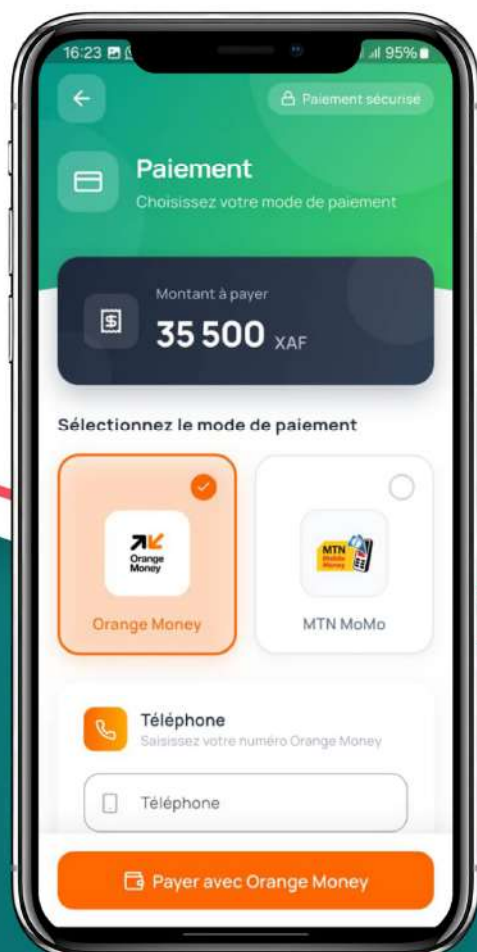 16:23
95%
Paiement sécurisé
Paiement
Choisissez votre mode de paiement
Montant à payer
35 500 XAF
Sélectionnez le mode de paiement
Orange
Money
MTN
Mobile
Money
Orange Money
MTN MoMo
Téléphone
Saisissez votre numéro Orange Money
Téléphone
Payer avec Orange Money